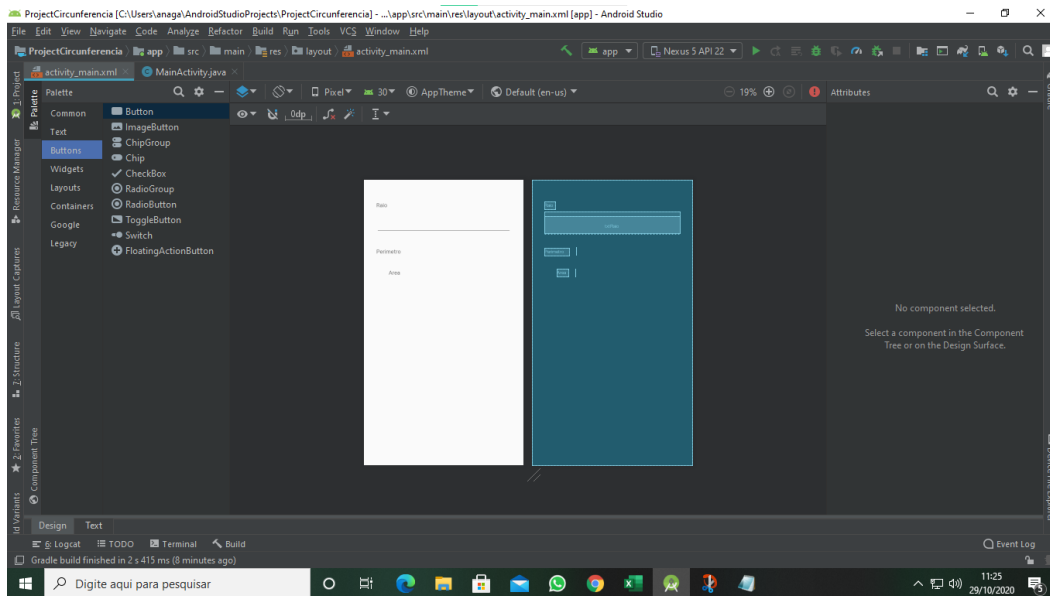 ProjectCircunferencia [C:\Users\anaga\AndroidStudioProjects\ProjectCircunferencia] - ...\app\src\main\res\layout\activity_main.xml [app] - Android Studio
File Edit View Navigate Code Analyze Refactor Build Run Tools VCS Window Help
ProjectCircunferencia app src main res layout activity_main.xml app Nexus 5 API 22
activity_main.xml MainActivity.java
1: Project
Resource Manager
Layout Captures
7: Structure
2: Favorites
ld Variants
Palette
Component Tree
Palette
Common
Text
Buttons
Widgets
Layouts
Containers
Google
Legacy
Button
ImageButton
ChipGroup
Chip
CheckBox
RadioGroup
RadioButton
ToggleButton
Switch
FloatingActionButton
Pixel 30 AppTheme Default (en-us) 19%
0dp
Raio
Perimetro
Area
Attributes
No component selected.
Select a component in the Component
Tree or on the Design Surface.
Design Text
6: Logcat TODO Terminal Build Event Log
Gradle build finished in 2 s 415 ms (8 minutes ago)
Digite aqui para pesquisar
11:25
29/10/2020
5